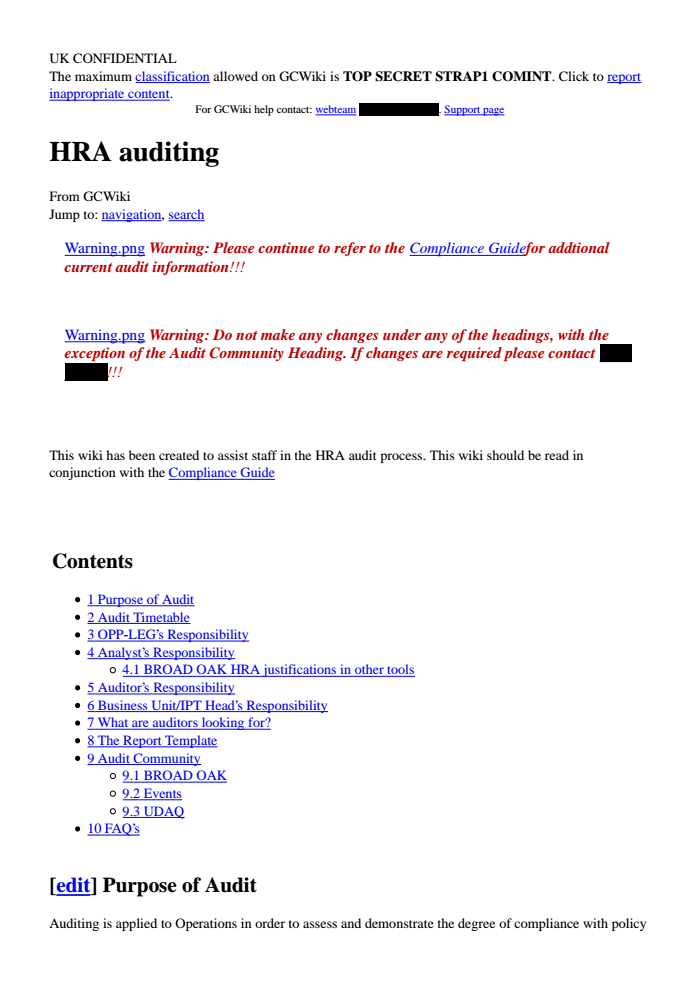 UK CONFIDENTIAL
The maximum classification allowed on GCWiki is TOP SECRET STRAP1 COMINT. Click to report
inappropriate content.
For GCWiki help contact: webteam . Support page
HRA auditing
From GCWiki
Jump to: navigation, search
Warning.png Warning: Please continue to refer to the Compliance Guidefor addtional
current audit information!!!
Warning.png Warning: Do not make any changes under any of the headings, with the
exception of the Audit Community Heading. If changes are required please contact
!!!
This wiki has been created to assist staff in the HRA audit process. This wiki should be read in
conjunction with the Compliance Guide
Contents
• 1 Purpose of Audit
• 2 Audit Timetable
• 3 OPP-LEG's Responsibility
• 4 Analyst's Responsibility
○ 4.1 BROAD OAK HRA justifications in other tools
• 5 Auditor's Responsibility
• 6 Business Unit/IPT Head's Responsibility
• 7 What are auditors looking for?
• 8 The Report Template
• 9 Audit Community
○ 9.1 BROAD OAK
○ 9.2 Events
○ 9.3 UDAQ
• 10 FAQ's
[edit] Purpose of Audit
Auditing is applied to Operations in order to assess and demonstrate the degree of compliance with policy